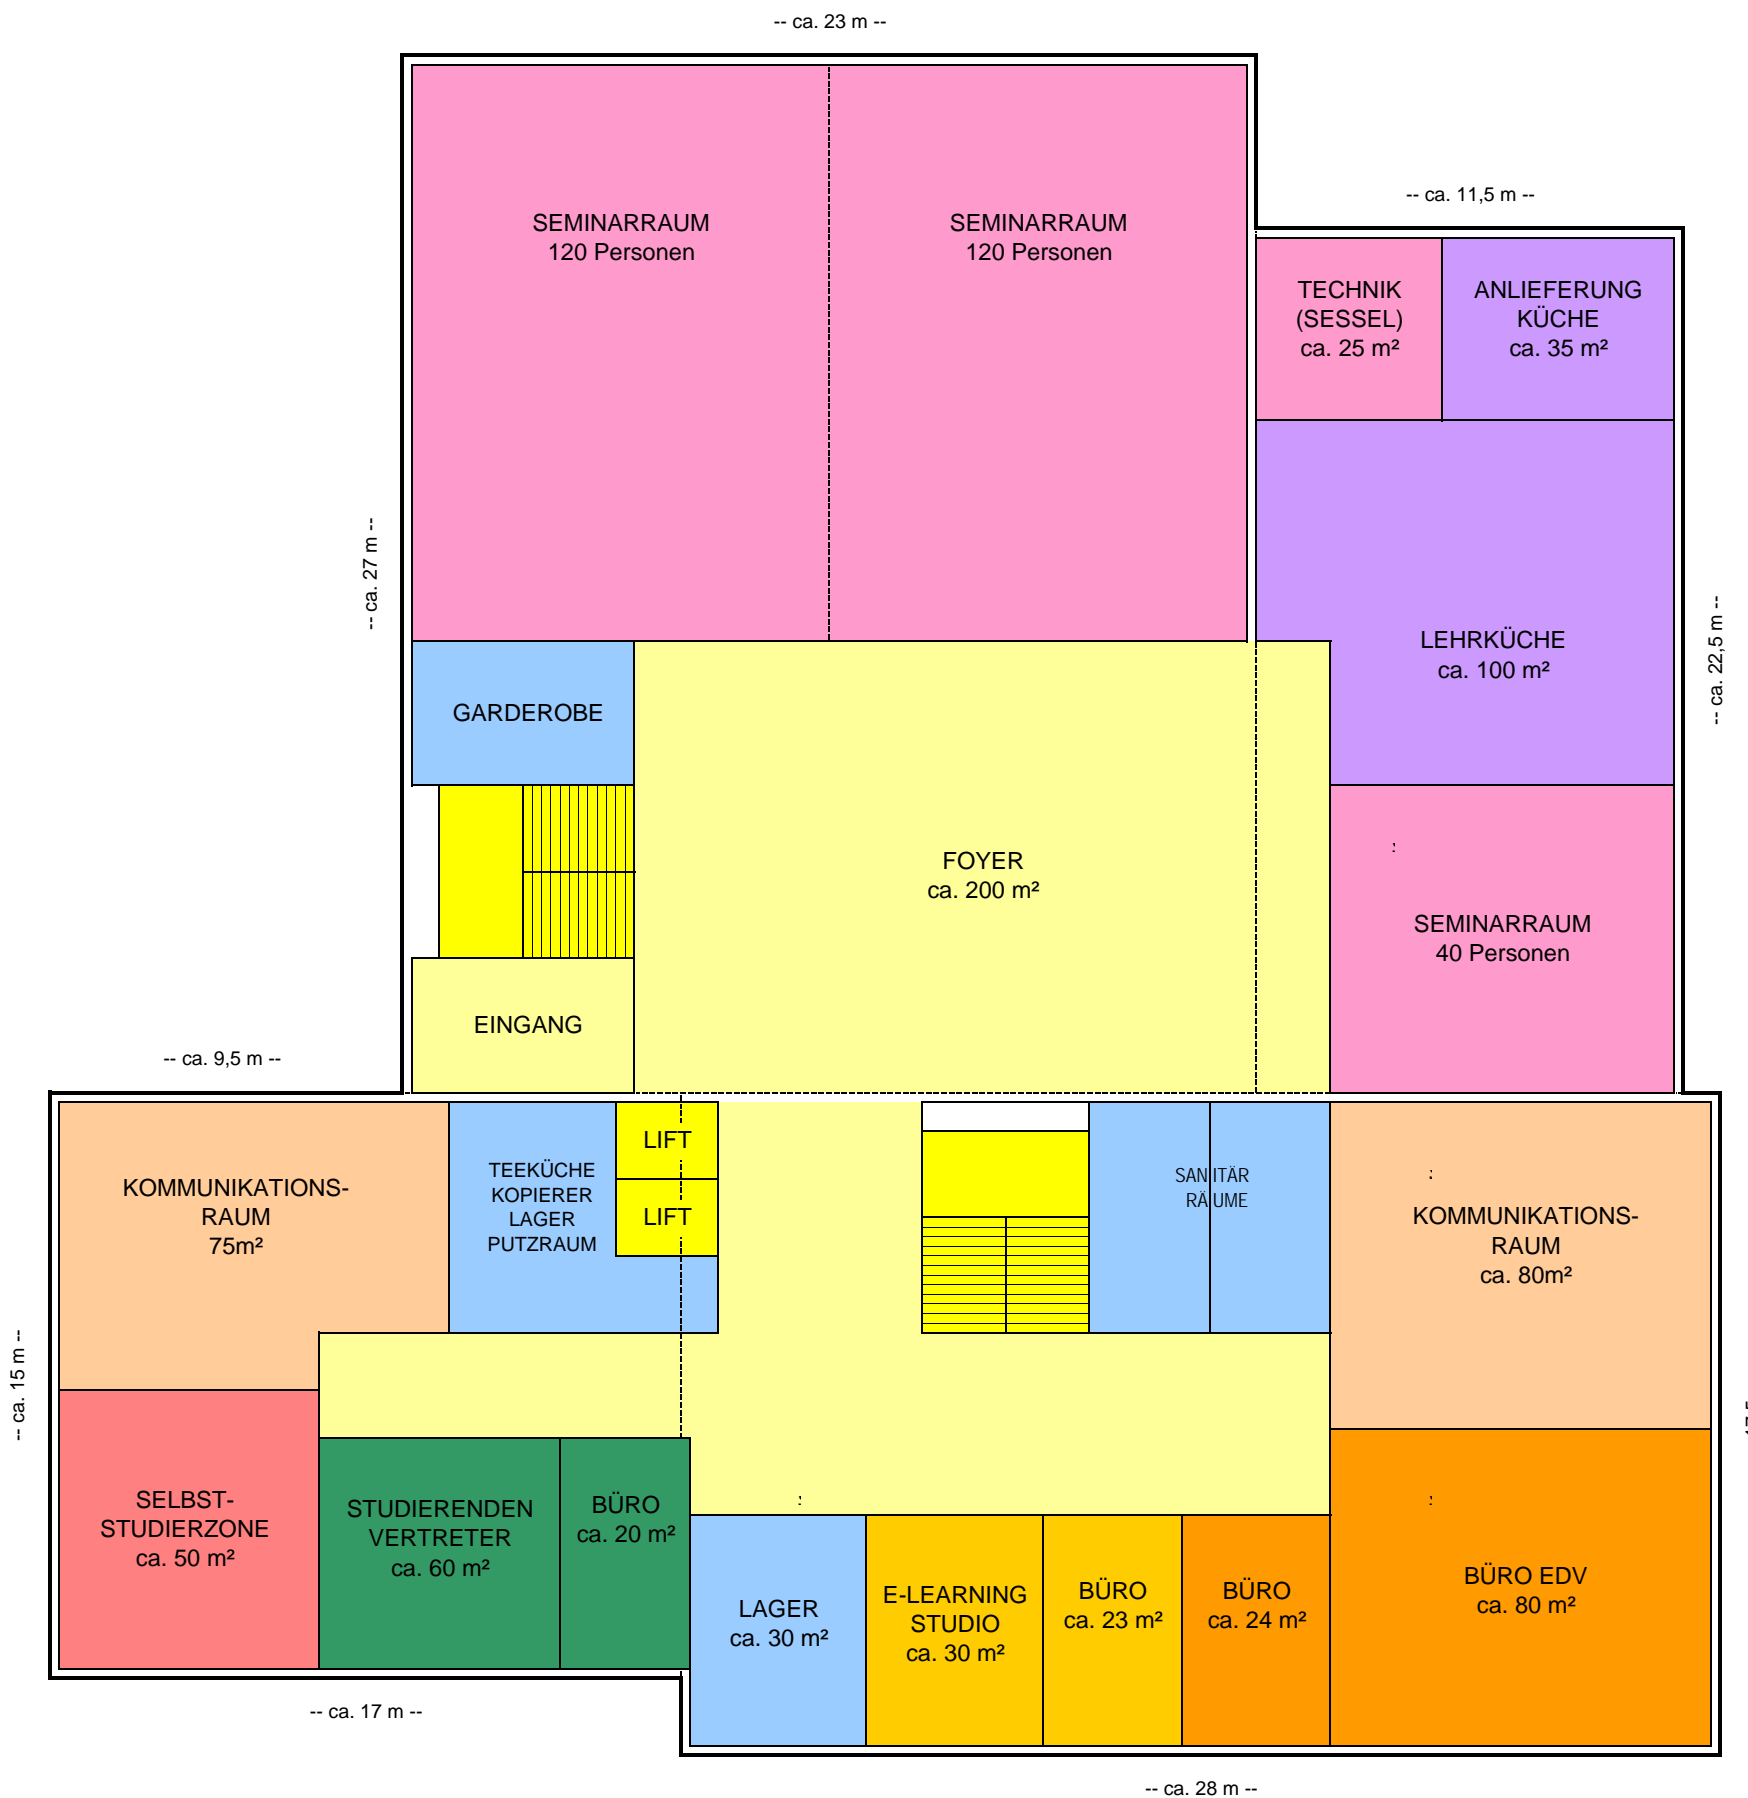 -- ca. 23 m --
-- ca. 11,5 m --
SEMINARRAUM
120 Personen
SEMINARRAUM
120 Personen
TECHNIK
(SESSEL)
ca. 25 m²
ANLIEFERUNG
KÜCHE
ca. 35 m²
-- ca. 27 m --
LEHRKÜCHE
ca. 100 m²
-- ca. 22,5 m --
GARDEROBE
FOYER
ca. 200 m²
SEMINARRAUM
40 Personen
EINGANG
-- ca. 9,5 m --
KOMMUNIKATIONS-
RAUM
75m²
TEEKÜCHE
KOPIERER
LAGER
PUTZRAUM
LIFT
LIFT
SANITÄR
RÄUME
KOMMUNIKATIONS-
RAUM
ca. 80m²
-- ca. 15 m --
SELBST-
STUDIERZONE
ca. 50 m²
STUDIERENDEN
VERTRETER
ca. 60 m²
BÜRO
ca. 20 m²
LAGER
ca. 30 m²
E-LEARNING
STUDIO
ca. 30 m²
BÜRO
ca. 23 m²
BÜRO
ca. 24 m²
BÜRO EDV
ca. 80 m²
-- ca. 17 m --
-- ca. 28 m --